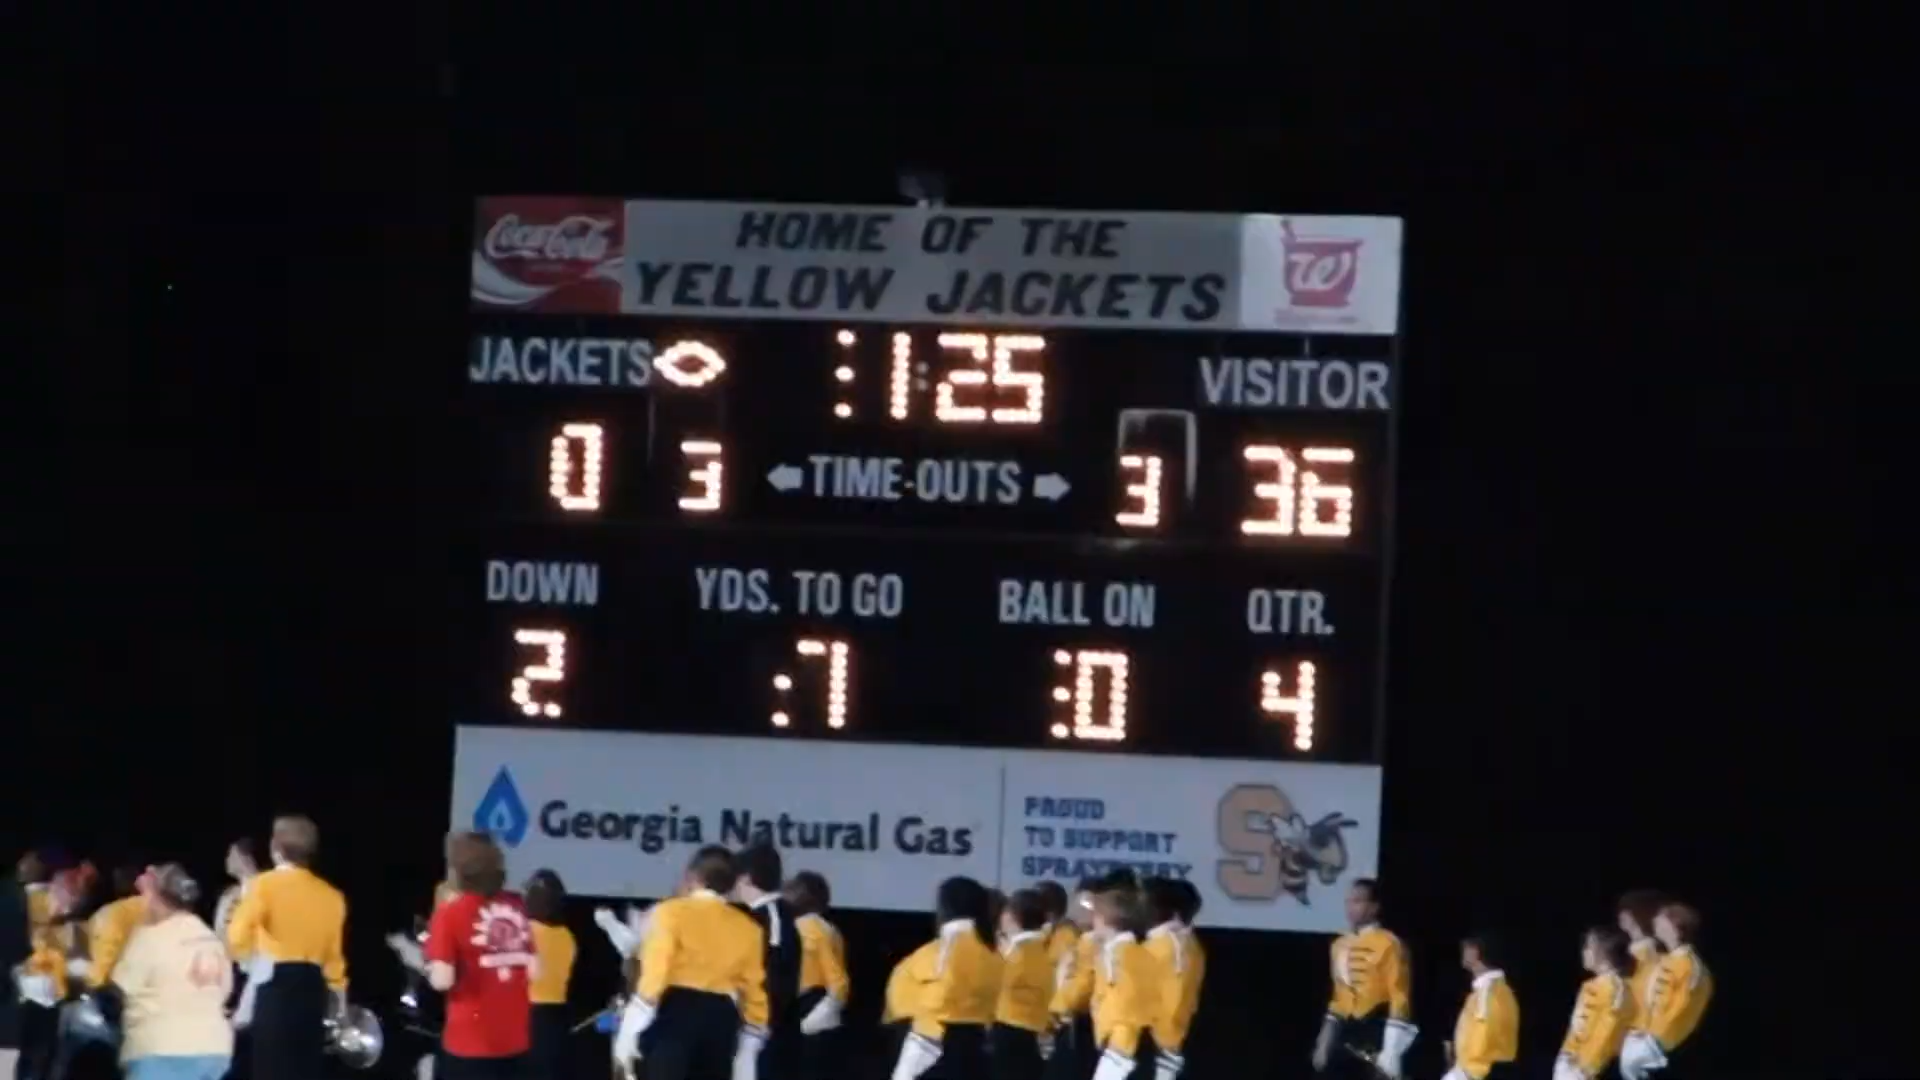 Coca-Cola
HOME OF THE
YELLOW JACKETS
W
JACKETS
:1:25
VISITOR
0
3
TIME-OUTS
3
36
DOWN
YDS. TO GO
BALL ON
QTR.
2
:7
:0
4
Georgia Natural Gas
PROUD
TO SUPPORT
SPRAYBERRY
S